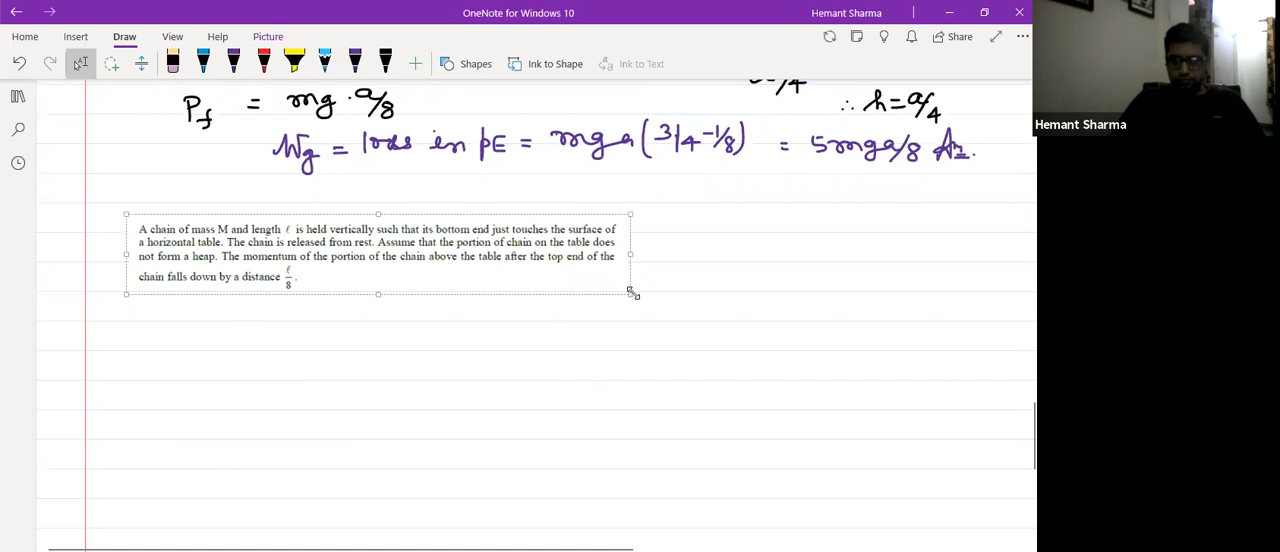 OneNote for Windows 10
Hemant Sharma
Home Insert Draw View Help Picture
Share
Shapes Ink to Shape Ink to Text
Hemant Sharma
P_f = mg · a/8
∴ h = a/4
Wg = loss in PE = mga (3/4 - 1/8) = 5mga/8 An.
A chain of mass M and length ℓ is held vertically such that its bottom end just touches the surface of
a horizontal table. The chain is released from rest. Assume that the portion of chain on the table does
not form a heap. The momentum of the portion of the chain above the table after the top end of the
chain falls down by a distance ℓ/8 .